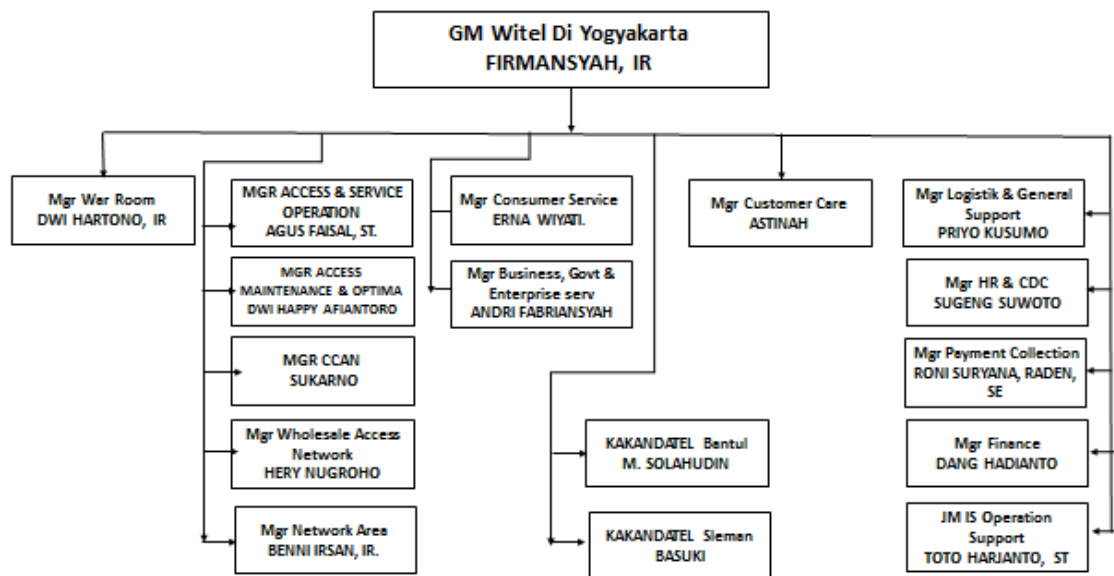 GM Witel Di Yogyakarta
FIRMANSYAH, IR
Mgr War Room
DWI HARTONO, IR
MGR ACCESS & SERVICE
OPERATION
AGUS FAISAL, ST.
MGR ACCESS
MAINTENANCE & OPTIMA
DWI HAPPY AFIANTORO
MGR CCAN
SUKARNO
Mgr Wholesale Access
Network
HERY NUGROHO
Mgr Network Area
BENNI IRSAN, IR.
Mgr Consumer Service
ERNA WIYATI.
Mgr Business, Govt &
Enterprise serv
ANDRI FABRIANSYAH
KAKANDATEL Bantul
M. SOLAHUDIN
KAKANDATEL Sleman
BASUKI
Mgr Customer Care
ASTINAH
Mgr Logistik & General
Support
PRIYO KUSUMO
Mgr HR & CDC
SUGENG SUWOTO
Mgr Payment Collection
RONI SURYANA, RADEN,
SE
Mgr Finance
DANG HADIANTO
JM IS Operation
Support
TOTO HARJANTO, ST